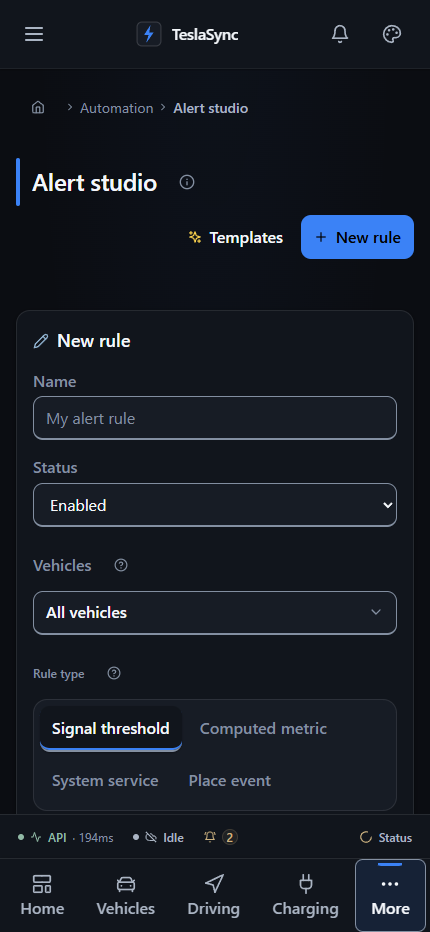 TeslaSync
Automation
Alert studio
Alert studio
Templates
+ New rule
New rule
Name
My alert rule
Status
Enabled
Vehicles
All vehicles
Rule type
Signal threshold
Computed metric
System service
Place event
API · 194ms
Idle
2
Status
Home
Vehicles
Driving
Charging
More